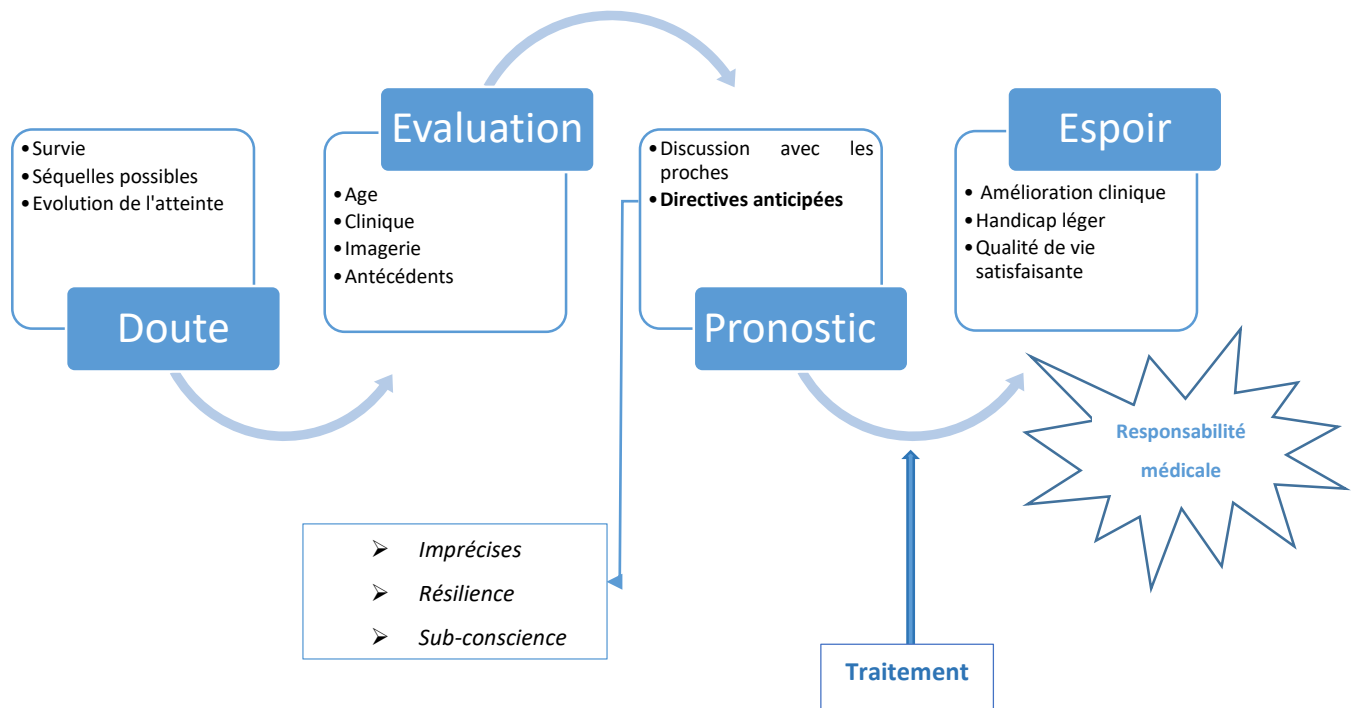 • Survie
• Séquelles possibles
• Evolution de l'atteinte
Doute
Evaluation
• Age
• Clinique
• Imagerie
• Antécédents
• Discussion avec les
proches
• Directives anticipées
Pronostic
Espoir
• Amélioration clinique
• Handicap léger
• Qualité de vie
satisfaisante
Responsabilité
médicale
➢ Imprécises
➢ Résilience
➢ Sub-conscience
Traitement